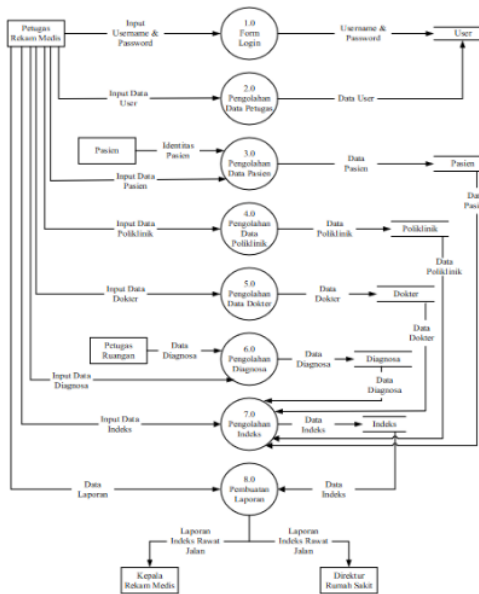 Petugas
Rekam Medis
Input
Username &
Password
1.0
Form
Login
Username &
Password
User
Input Data
User
2.0
Pengolahan
Data Petugas
Data User
Pasien
Identitas
Pasien
Input Data
Pasien
3.0
Pengolahan
Data Pasien
Data
Pasien
Pasien
Input Data
Poliklinik
4.0
Pengolahan
Data
Poliklinik
Data
Poliklinik
Poliklinik
Data
Poliklinik
Input Data
Dokter
5.0
Pengolahan
Data Dokter
Data
Dokter
Dokter
Data
Dokter
Petugas
Ruangan
Data
Diagnosa
Input Data
Diagnosa
6.0
Pengolahan
Diagnosa
Data
Diagnosa
Diagnosa
Data
Diagnosa
Input Data
Indeks
7.0
Pengolahan
Indeks
Data
Indeks
Indeks
Data
Laporan
8.0
Pembuatan
Laporan
Data
Indeks
Laporan
Indeks Rawat
Jalan
Laporan
Indeks Rawat
Jalan
Kepala
Rekam Medis
Direktur
Rumah Sakit